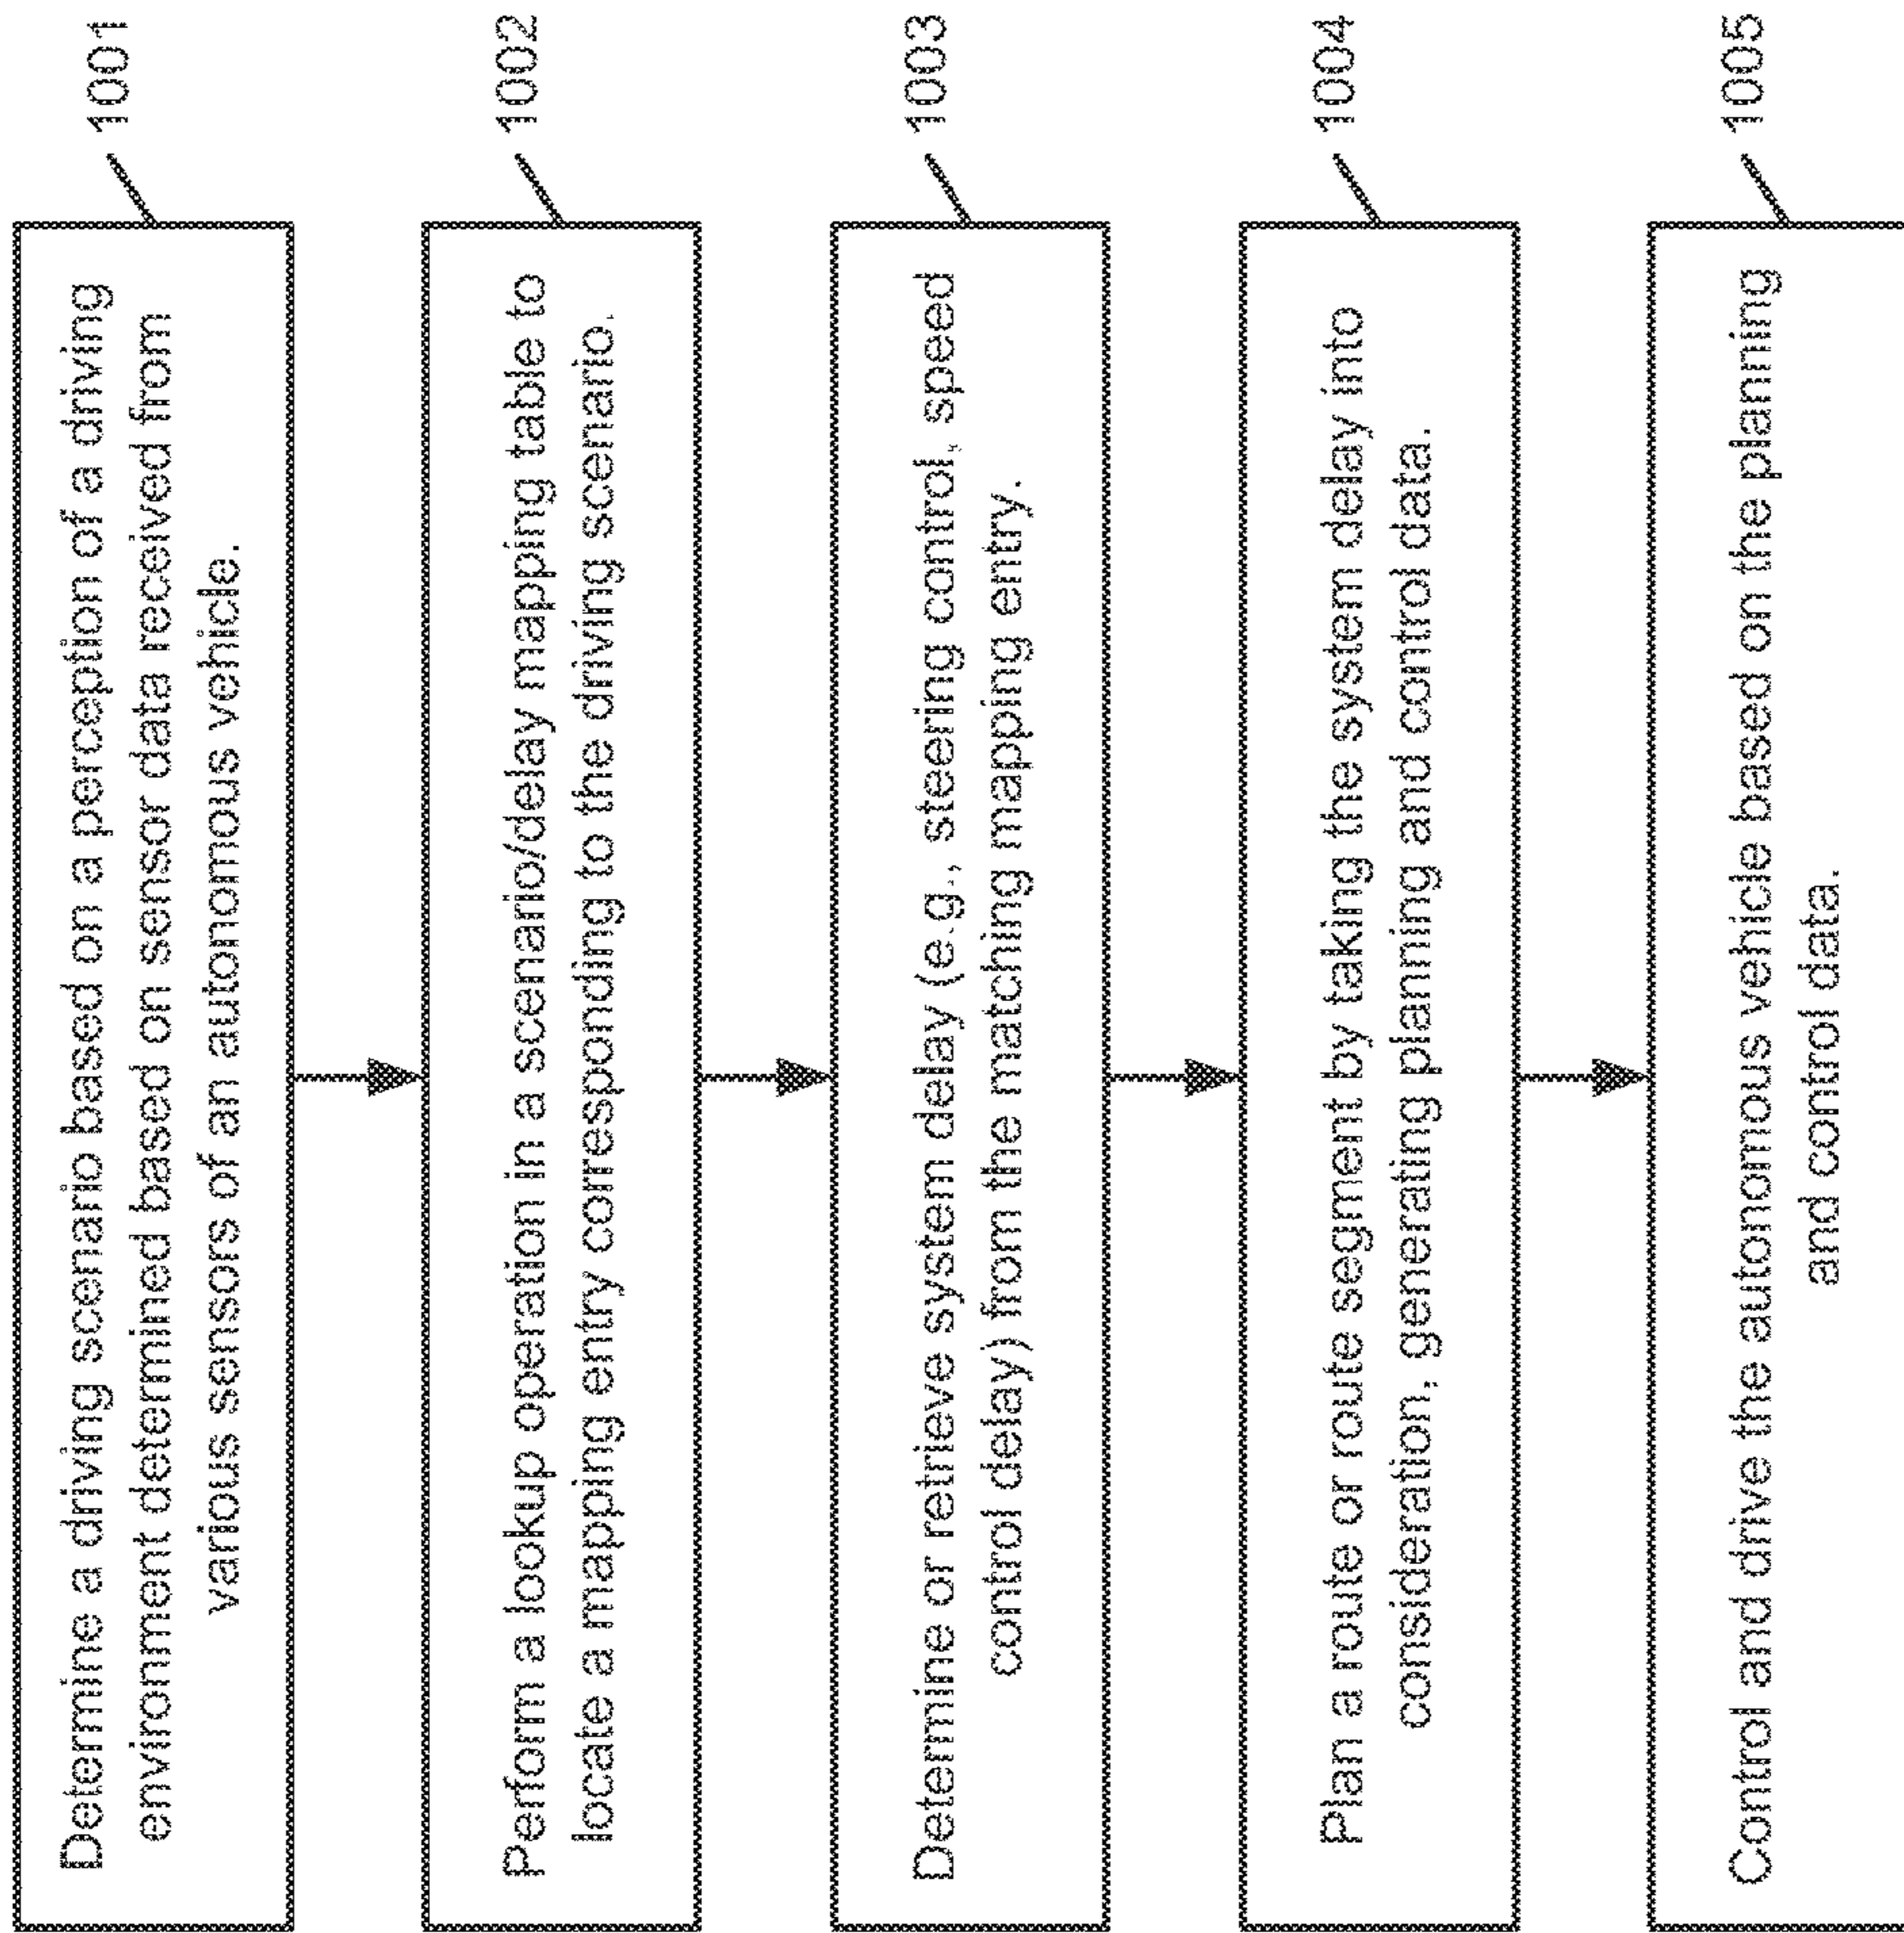 Determine a driving scenario based on a perception of a driving
environment determined based on sensor data received from
various sensors of an autonomous vehicle.
1001
Perform a lookup operation in a scenario/delay mapping table to
locate a mapping entry corresponding to the driving scenario.
1002
Determine or retrieve system delay (e.g., steering control, speed
control delay) from the matching mapping entry.
1003
Plan a route or route segment by taking the system delay into
consideration, generating planning and control data.
1004
Control and drive the autonomous vehicle based on the planning
and control data.
1005